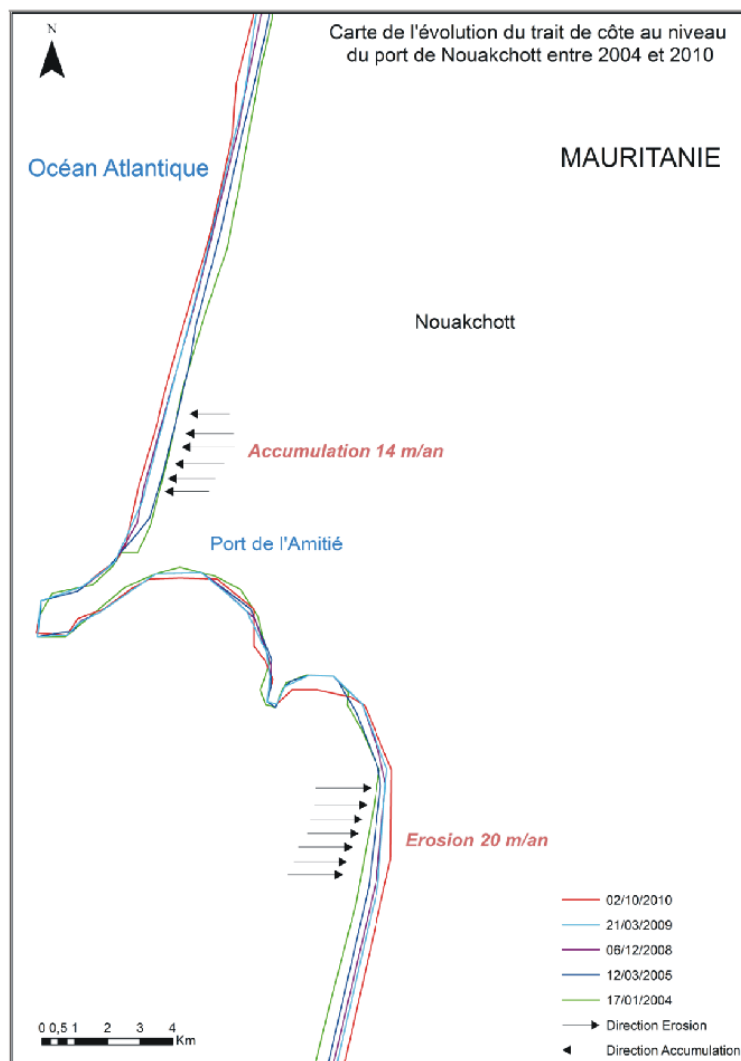 Carte de l'évolution du trait de côte au niveau
du port de Nouakchott entre 2004 et 2010
N
MAURITANIE
Océan Atlantique
Nouakchott
Accumulation 14 m/an
Port de l'Amitié
Erosion 20 m/an
02/10/2010
21/03/2009
06/12/2008
12/03/2005
17/01/2004
Direction Erosion
Direction Accumulation
0 0,5 1 2 3 4
Km